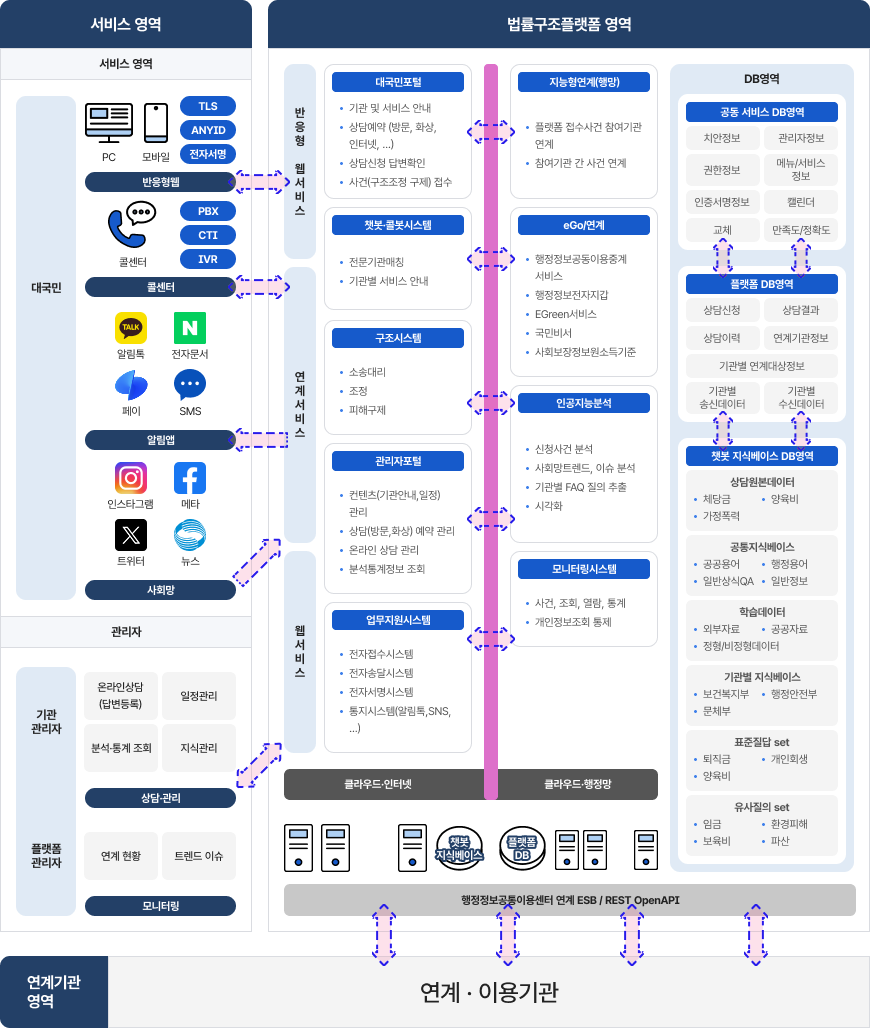 서비스 영역
서비스 영역
대국민
PC
모바일
TLS
ANYID
전자서명
반응형웹
콜센터
PBX
CTI
IVR
콜센터
TALK
알림톡
N
전자문서
페이
SMS
알림앱
인스타그램
메타
트위터
뉴스
사회망
관리자
기관
관리자
온라인상담
(답변등록)
일정관리
분석·통계 조회
지식관리
상담·관리
플랫폼
관리자
연계 현황
트렌드 이슈
모니터링
법률구조플랫폼 영역
반응형 웹서비스
연계서비스
웹서비스
대국민포털
• 기관 및 서비스 안내
• 상담예약 (방문, 화상,
인터넷, ...)
• 상담신청 답변확인
• 사건(구조조정 구제) 접수
챗봇·콜봇시스템
• 전문기관매칭
• 기관별 서비스 안내
구조시스템
• 소송대리
• 조정
• 피해구제
관리자포털
• 컨텐츠(기관안내,일정)
관리
• 상담(방문,화상) 예약 관리
• 온라인 상담 관리
• 분석통계정보 조회
업무지원시스템
• 전자접수시스템
• 전자송달시스템
• 전자서명시스템
• 통지시스템(알림톡,SNS,
...)
지능형연계(행망)
• 플랫폼 접수사건 참여기관
연계
• 참여기관 간 사건 연계
eGo/연계
• 행정정보공동이용중계
서비스
• 행정정보전자지갑
• EGreen서비스
• 국민비서
• 사회보장정보원소득기준
인공지능분석
• 신청사건 분석
• 사회망트렌드, 이슈 분석
• 기관별 FAQ 질의 추출
• 시각화
모니터링시스템
• 사건, 조회, 열람, 통계
• 개인정보조회 통제
클라우드·인터넷
클라우드·행정망
챗봇
지식베이스
플랫폼
DB
DB영역
공동 서비스 DB영역
치안정보
관리자정보
권한정보
메뉴/서비스
정보
인증서명정보
캘린더
교체
만족도/정확도
플랫폼 DB영역
상담신청
상담결과
상담이력
연계기관정보
기관별 연계대상정보
기관별
송신데이터
기관별
수신데이터
챗봇 지식베이스 DB영역
상담원본데이터
• 체당금 • 양육비
• 가정폭력
공통지식베이스
• 공공용어 • 행정용어
• 일반상식QA • 일반정보
학습데이터
• 외부자료 • 공공자료
• 정형/비정형데이터
기관별 지식베이스
• 보건복지부 • 행정안전부
• 문체부
표준질답 set
• 퇴직금 • 개인회생
• 양육비
유사질의 set
• 임금 • 환경피해
• 보육비 • 파산
행정정보공통이용센터 연계 ESB / REST OpenAPI
연계기관
영역
연계 · 이용기관